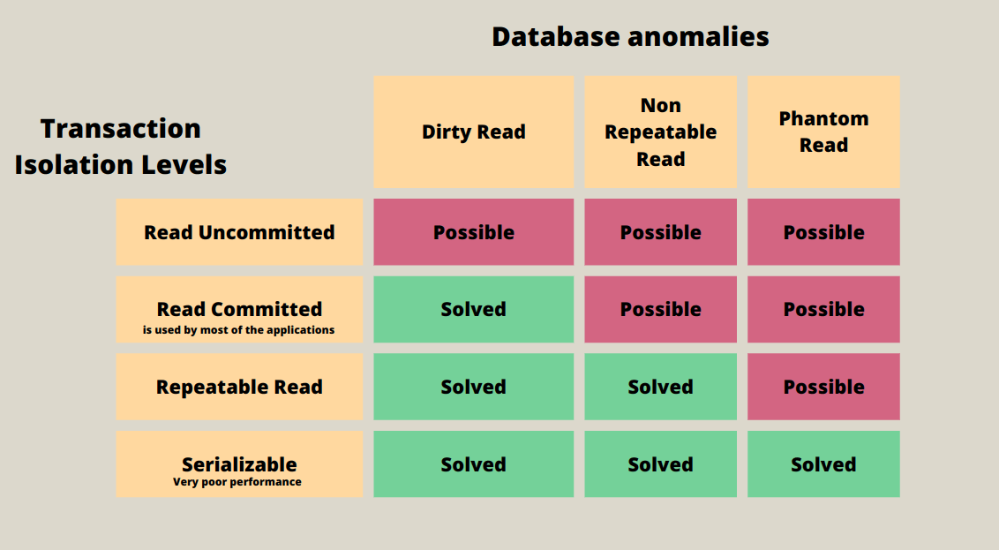 Database anomalies
Transaction
Isolation Levels
Dirty Read
Non
Repeatable
Read
Phantom
Read
Read Uncommitted
Possible
Possible
Possible
Read Committed
is used by most of the applications
Solved
Possible
Possible
Repeatable Read
Solved
Solved
Possible
Serializable
Very poor performance
Solved
Solved
Solved